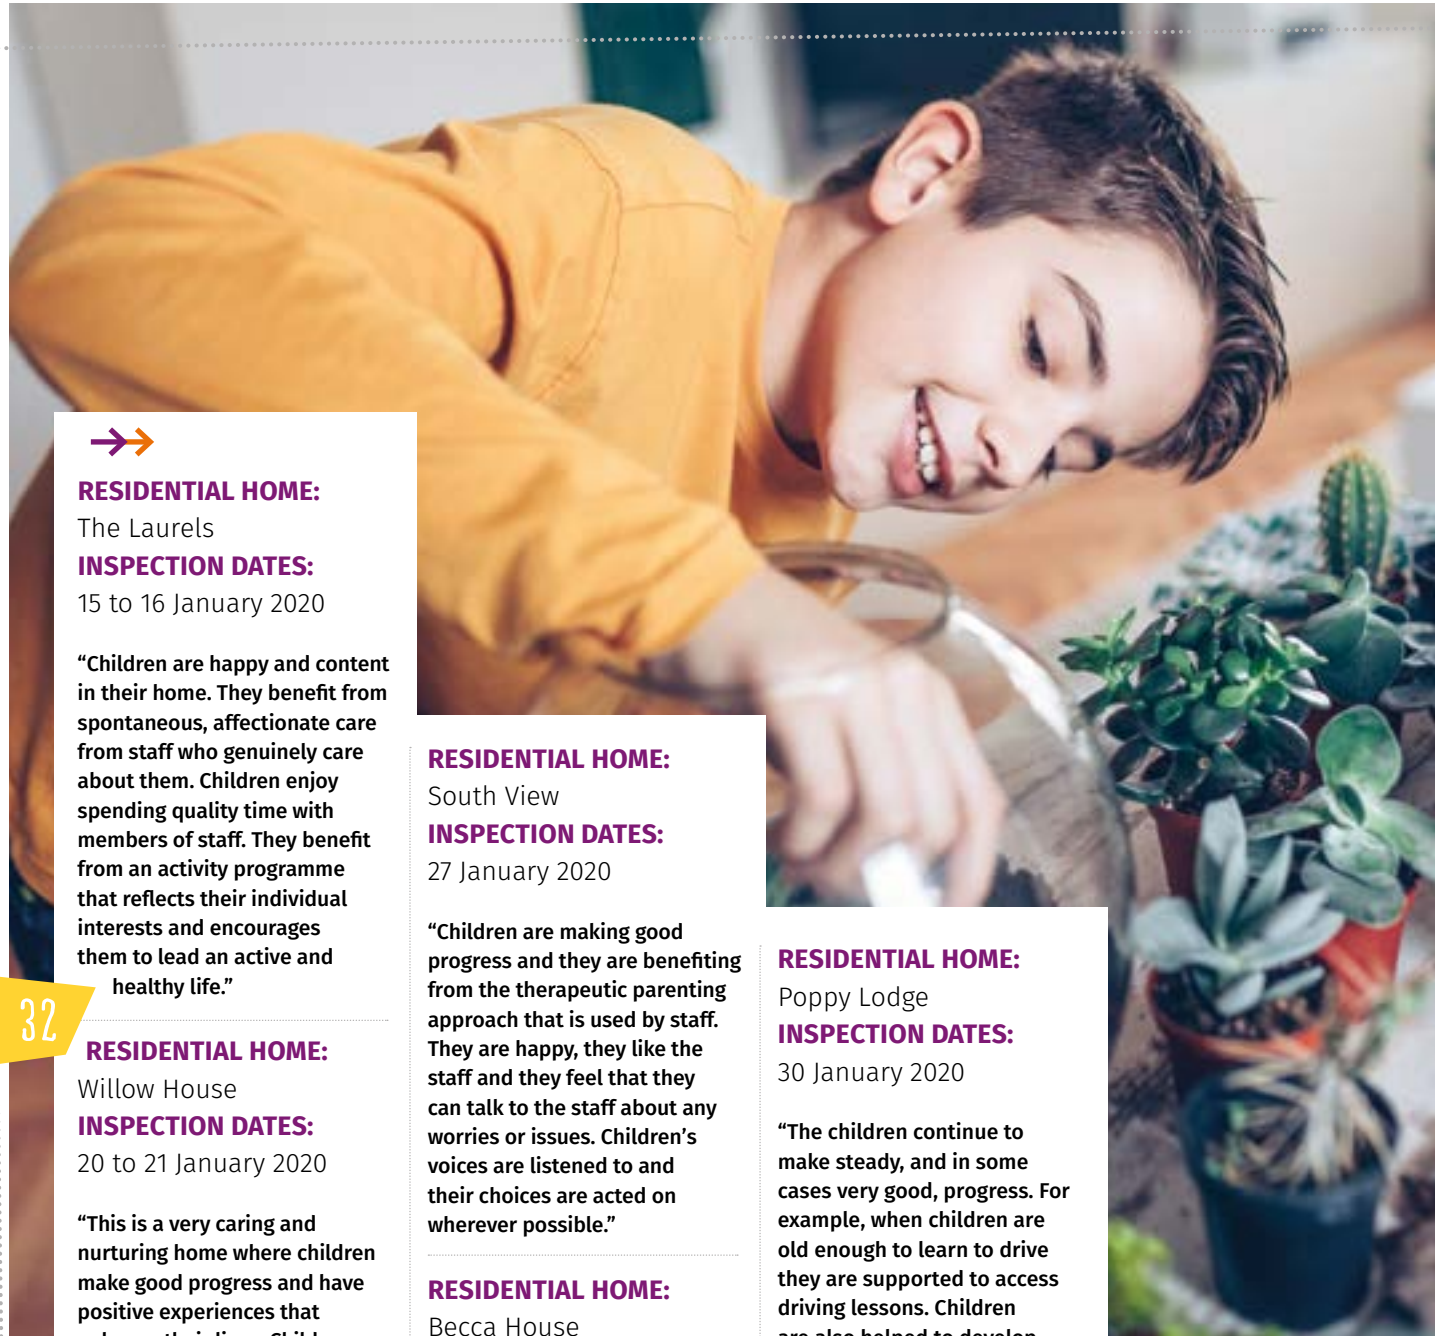 RESIDENTIAL HOME:
The Laurels
INSPECTION DATES:
15 to 16 January 2020
“Children are happy and content
in their home. They benefit from
spontaneous, affectionate care
from staff who genuinely care
about them. Children enjoy
spending quality time with
members of staff. They benefit
from an activity programme
that reflects their individual
interests and encourages
them to lead an active and
healthy life.”
32
RESIDENTIAL HOME:
Willow House
INSPECTION DATES:
20 to 21 January 2020
“This is a very caring and
nurturing home where children
make good progress and have
positive experiences that
RESIDENTIAL HOME:
South View
INSPECTION DATES:
27 January 2020
“Children are making good
progress and they are benefiting
from the therapeutic parenting
approach that is used by staff.
They are happy, they like the
staff and they feel that they
can talk to the staff about any
worries or issues. Children’s
voices are listened to and
their choices are acted on
wherever possible.”
RESIDENTIAL HOME:
Becca House
RESIDENTIAL HOME:
Poppy Lodge
INSPECTION DATES:
30 January 2020
“The children continue to
make steady, and in some
cases very good, progress. For
example, when children are
old enough to learn to drive
they are supported to access
driving lessons. Children
are also helped to develop